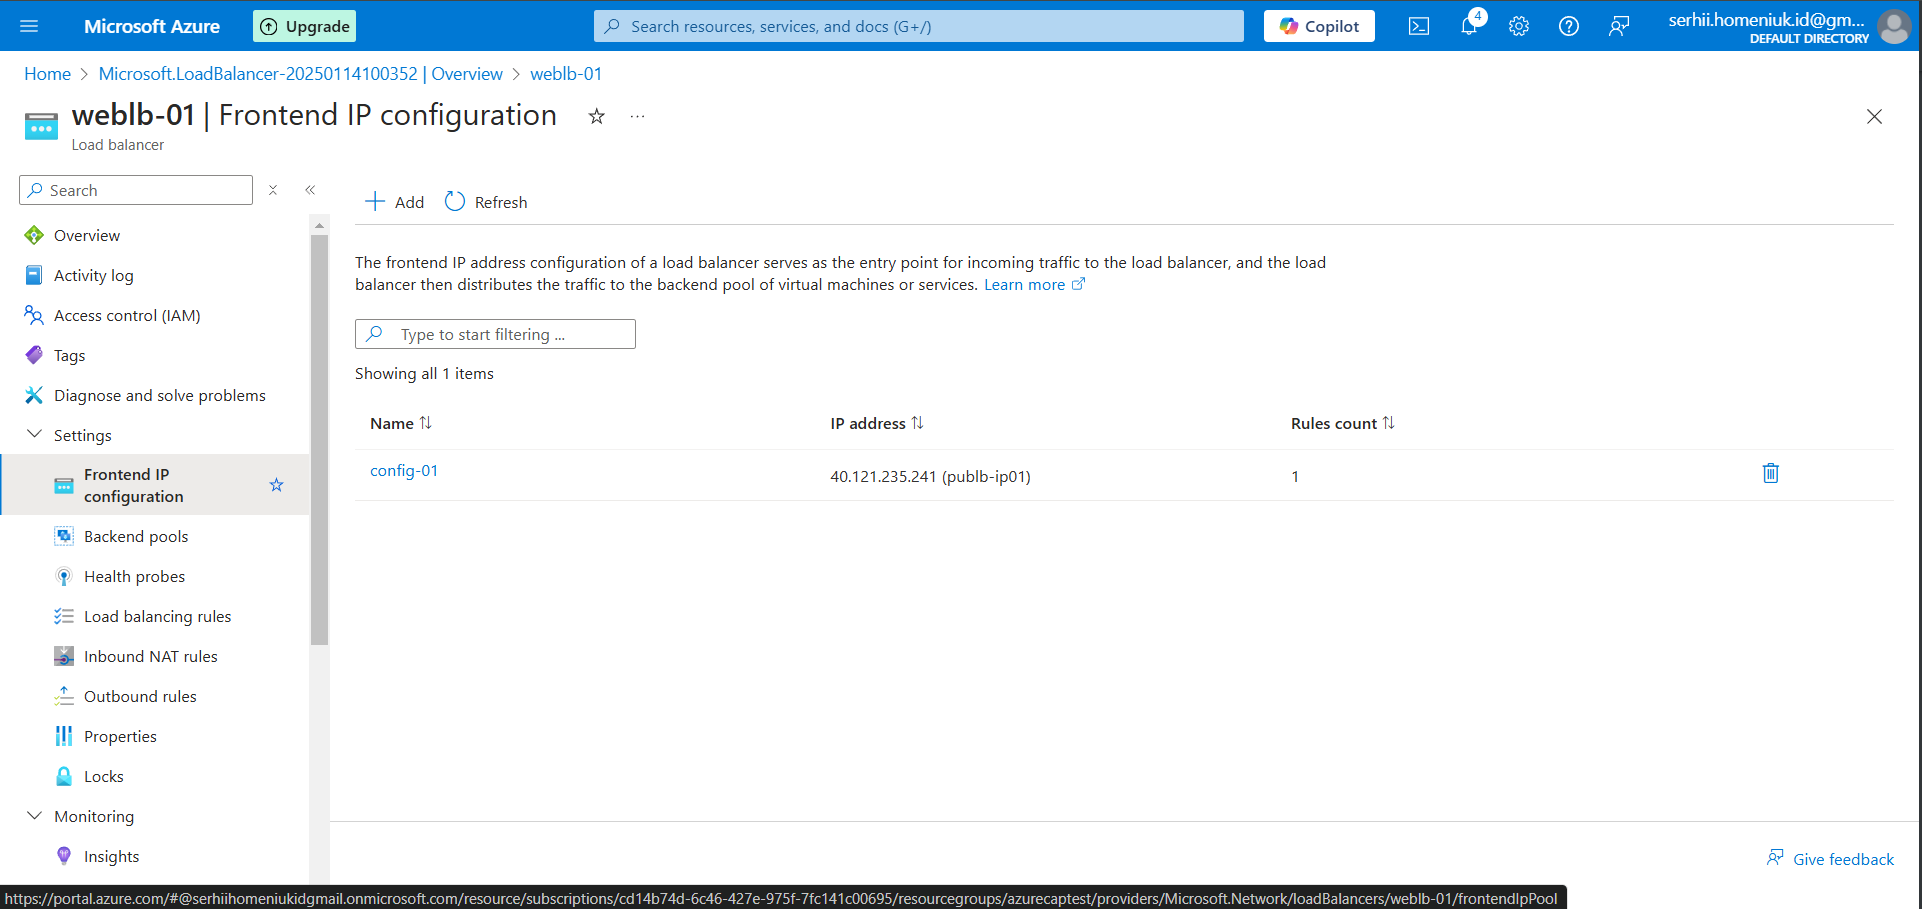 Microsoft Azure
Upgrade
Search resources, services, and docs (G+/)
Copilot
4
serhii.homeniuk.id@gm...
DEFAULT DIRECTORY
Home > Microsoft.LoadBalancer-20250114100352 | Overview > weblb-01
weblb-01 | Frontend IP configuration
Load balancer
Search
Overview
Activity log
Access control (IAM)
Tags
Diagnose and solve problems
Settings
Frontend IP
configuration
Backend pools
Health probes
Load balancing rules
Inbound NAT rules
Outbound rules
Properties
Locks
Monitoring
Insights
Add
Refresh
The frontend IP address configuration of a load balancer serves as the entry point for incoming traffic to the load balancer, and the load
balancer then distributes the traffic to the backend pool of virtual machines or services. Learn more
Type to start filtering ...
Showing all 1 items
Name IP address Rules count
config-01 40.121.235.241 (publb-ip01) 1
Give feedback
https://portal.azure.com/#@serhiihomeniukidgmail.onmicrosoft.com/resource/subscriptions/cd14b74d-6c46-427e-975f-7fc141c00695/resourcegroups/azurecaptest/providers/Microsoft.Network/loadBalancers/weblb-01/frontendIpPool